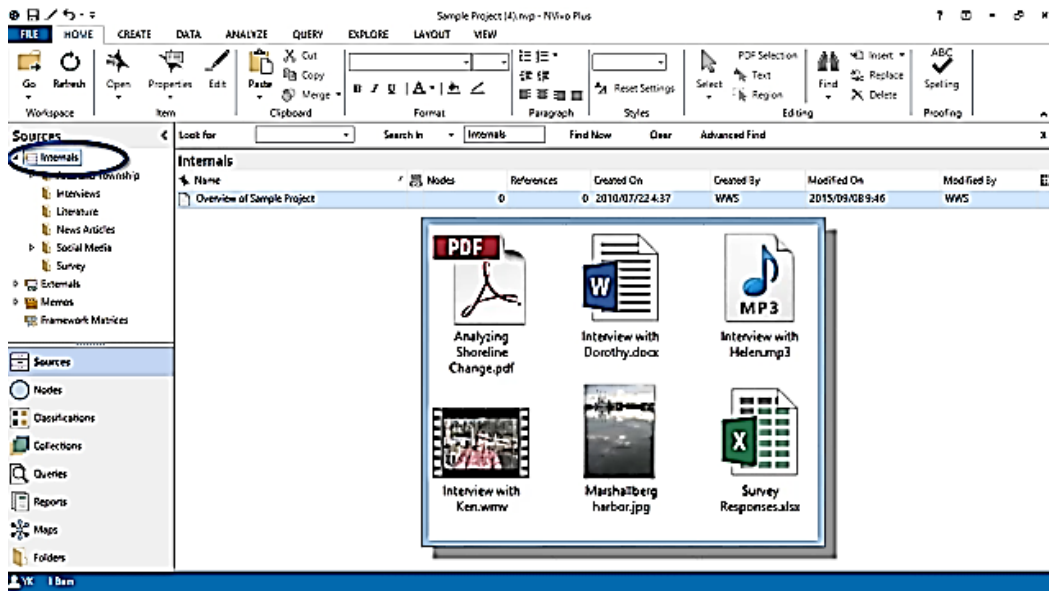 Sample Project (4).nvp - NVivo Plus
FILE HOME CREATE DATA ANALYZE QUERY EXPLORE LAYOUT VIEW
Go Refresh Open Properties Edit Paste Cut
Copy
Merge
B I U A
Reset Settings
Select PDF Selection
Text
Region
Find Insert
Replace
Delete
ABC
Spelling
Workspace Item Clipboard Format Paragraph Styles Editing Proofing
Sources
Look for Search In Internals Find Now Clear Advanced Find x
Internals
Township
Interviews
Literature
News Articles
Social Media
Survey
Externals
Memos
Framework Matrices
Sources
Nodes
Classifications
Collections
Queries
Reports
Maps
Folders
Internals
Name Nodes References Created On Created By Modified On Modified By
Overview of Sample Project 0 0 2010/07/22 4:37 WWS 2015/09/08 9:46 WWS
PDF
Analyzing
Shoreline
Change.pdf
W
Interview with
Dorothy.docx
MP3
Interview with
Helen.mp3
Interview with
Ken.wmv
Marshallberg
harbor.jpg
X
Survey
Responses.xlsx
YK 1 Item